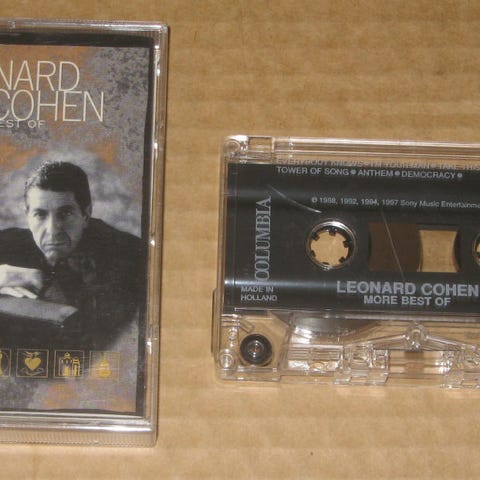 NARD
COHEN
EST OF
EVERYBODY KNOWS • I'M YOUR MAN • TAKE THIS
TOWER OF SONG ● ANTHEM ● DEMOCRACY ●
℗ 1988, 1992, 1994, 1997 Sony Music Entertainme
COLUMBIA
MADE IN
HOLLAND
LEONARD COHEN
MORE BEST OF